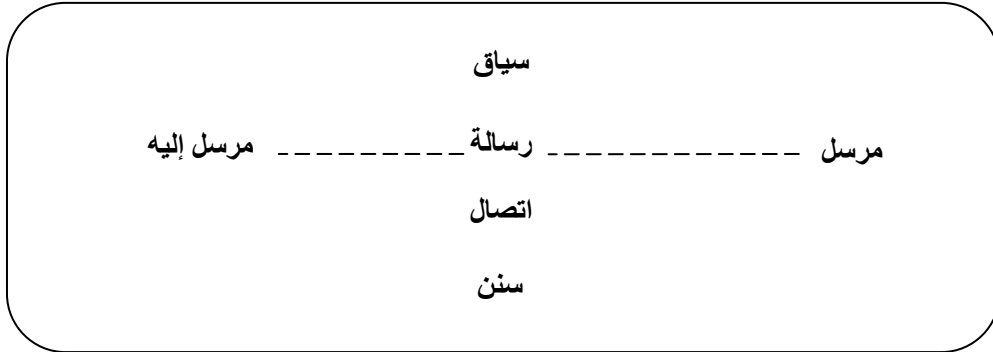 سياق
مرسل ـ ـ ـ ـ ـ ـ ـ ـ ـ ـ ـ ـ رسالة ـ ـ ـ ـ ـ ـ ـ ـ ـ مرسل إليه
اتصال
سنن